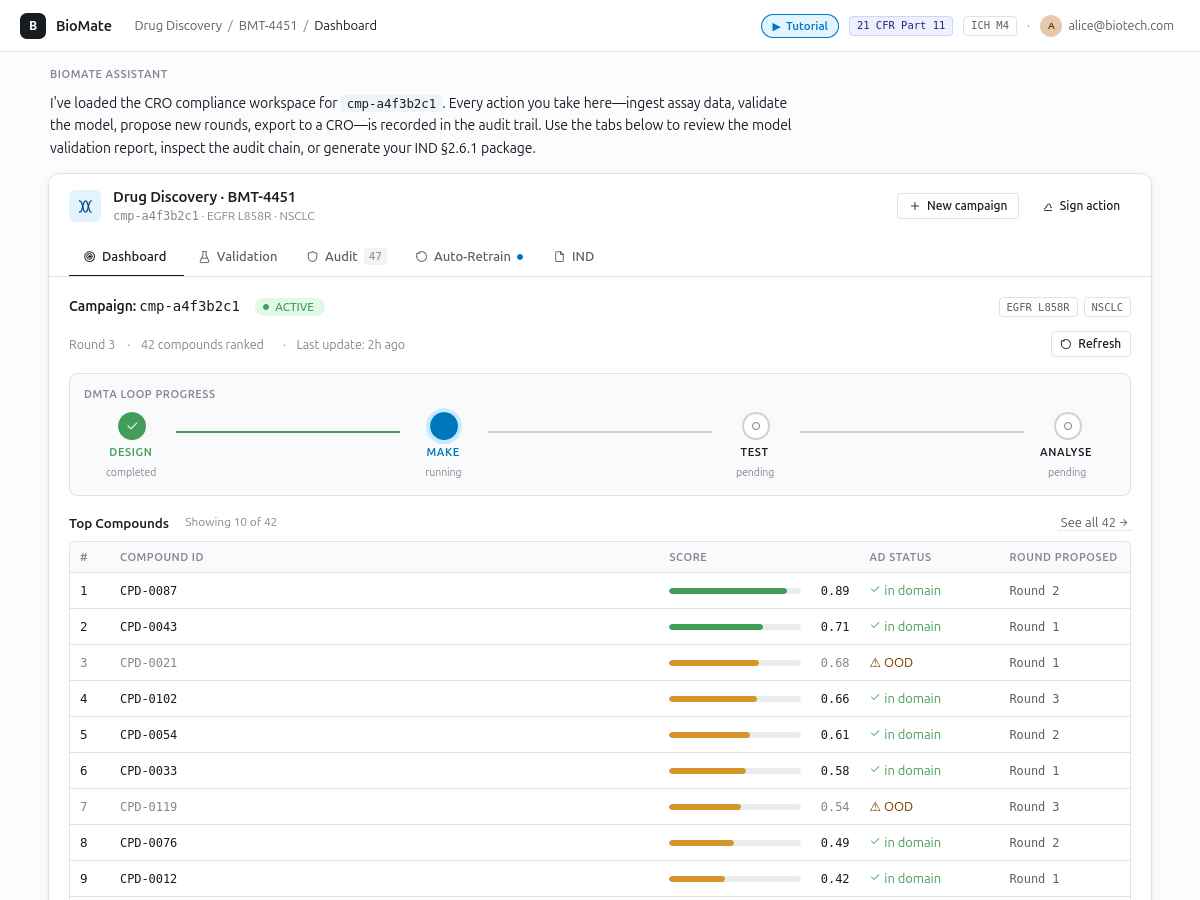 B BioMate Drug Discovery / BMT-4451 / Dashboard ▶ Tutorial 21 CFR Part 11 ICH M4 · A alice@biotech.com
BIOMATE ASSISTANT
I've loaded the CRO compliance workspace for cmp-a4f3b2c1 . Every action you take here—ingest assay data, validate
the model, propose new rounds, export to a CRO—is recorded in the audit trail. Use the tabs below to review the model
validation report, inspect the audit chain, or generate your IND §2.6.1 package.
Drug Discovery · BMT-4451
cmp-a4f3b2c1 · EGFR L858R · NSCLC
+ New campaign Sign action
Dashboard Validation Audit 47 Auto-Retrain IND
Campaign: cmp-a4f3b2c1 ACTIVE EGFR L858R NSCLC
Round 3 · 42 compounds ranked · Last update: 2h ago Refresh
DMTA LOOP PROGRESS
DESIGN MAKE TEST ANALYSE
completed running pending pending
Top Compounds Showing 10 of 42 See all 42 →
# COMPOUND ID SCORE AD STATUS ROUND PROPOSED
1 CPD-0087 0.89 ✓ in domain Round 2
2 CPD-0043 0.71 ✓ in domain Round 1
3 CPD-0021 0.68 ⚠ OOD Round 1
4 CPD-0102 0.66 ✓ in domain Round 3
5 CPD-0054 0.61 ✓ in domain Round 2
6 CPD-0033 0.58 ✓ in domain Round 1
7 CPD-0119 0.54 ⚠ OOD Round 3
8 CPD-0076 0.49 ✓ in domain Round 2
9 CPD-0012 0.42 ✓ in domain Round 1